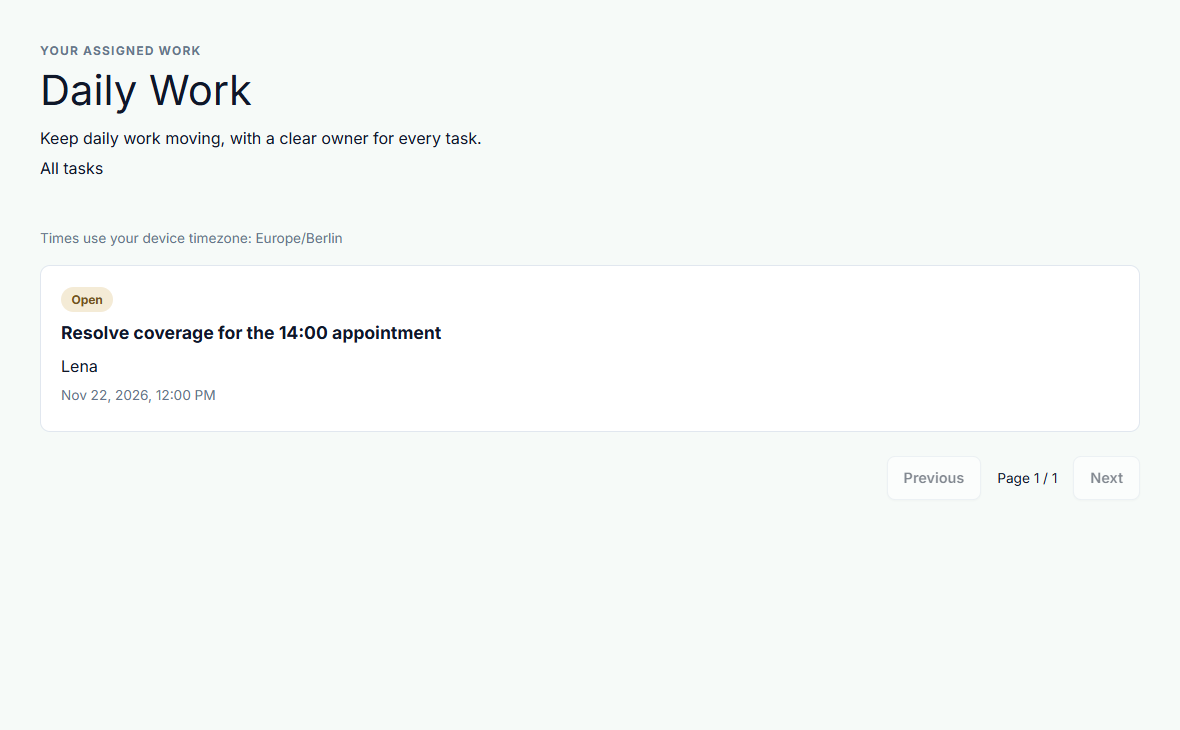 YOUR ASSIGNED WORK
Daily Work
Keep daily work moving, with a clear owner for every task.
All tasks
Times use your device timezone: Europe/Berlin
Open
Resolve coverage for the 14:00 appointment
Lena
Nov 22, 2026, 12:00 PM
Previous
Page 1 / 1
Next